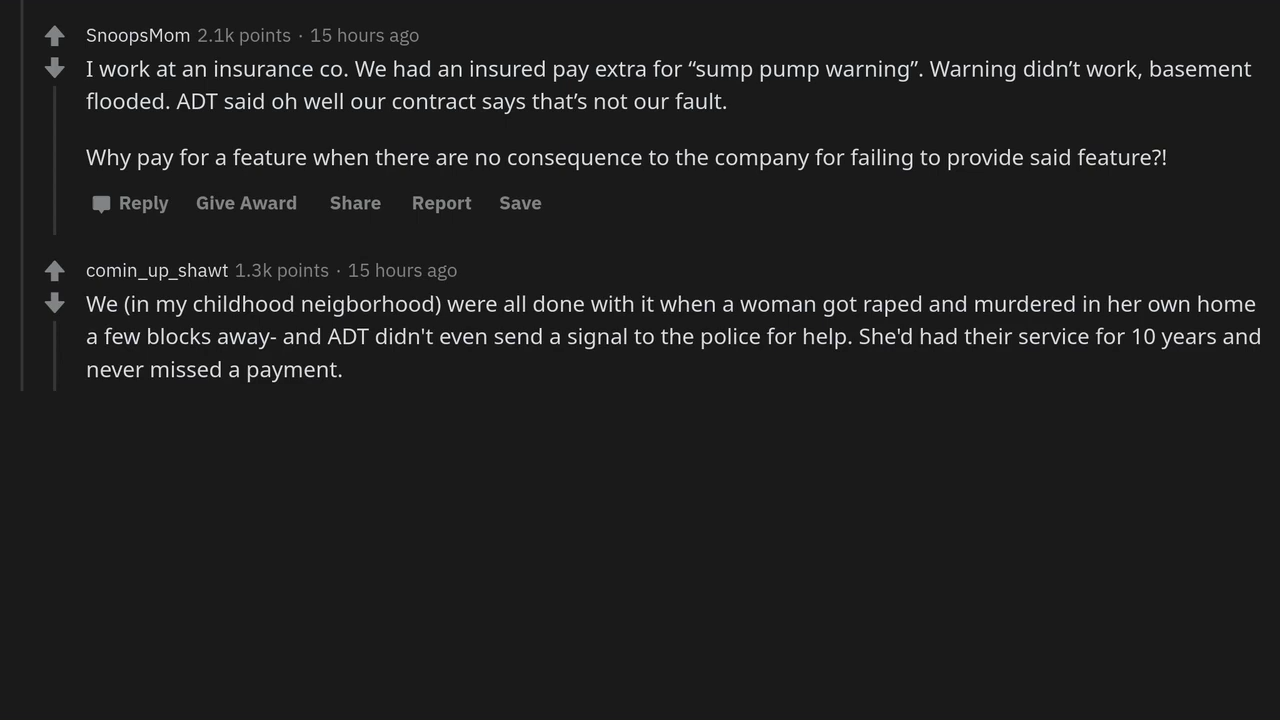 SnoopsMom 2.1k points · 15 hours ago
I work at an insurance co. We had an insured pay extra for “sump pump warning”. Warning didn’t work, basement
flooded. ADT said oh well our contract says that’s not our fault.
Why pay for a feature when there are no consequence to the company for failing to provide said feature?!
Reply Give Award Share Report Save
comin_up_shawt 1.3k points · 15 hours ago
We (in my childhood neigborhood) were all done with it when a woman got raped and murdered in her own home
a few blocks away- and ADT didn't even send a signal to the police for help. She'd had their service for 10 years and
never missed a payment.